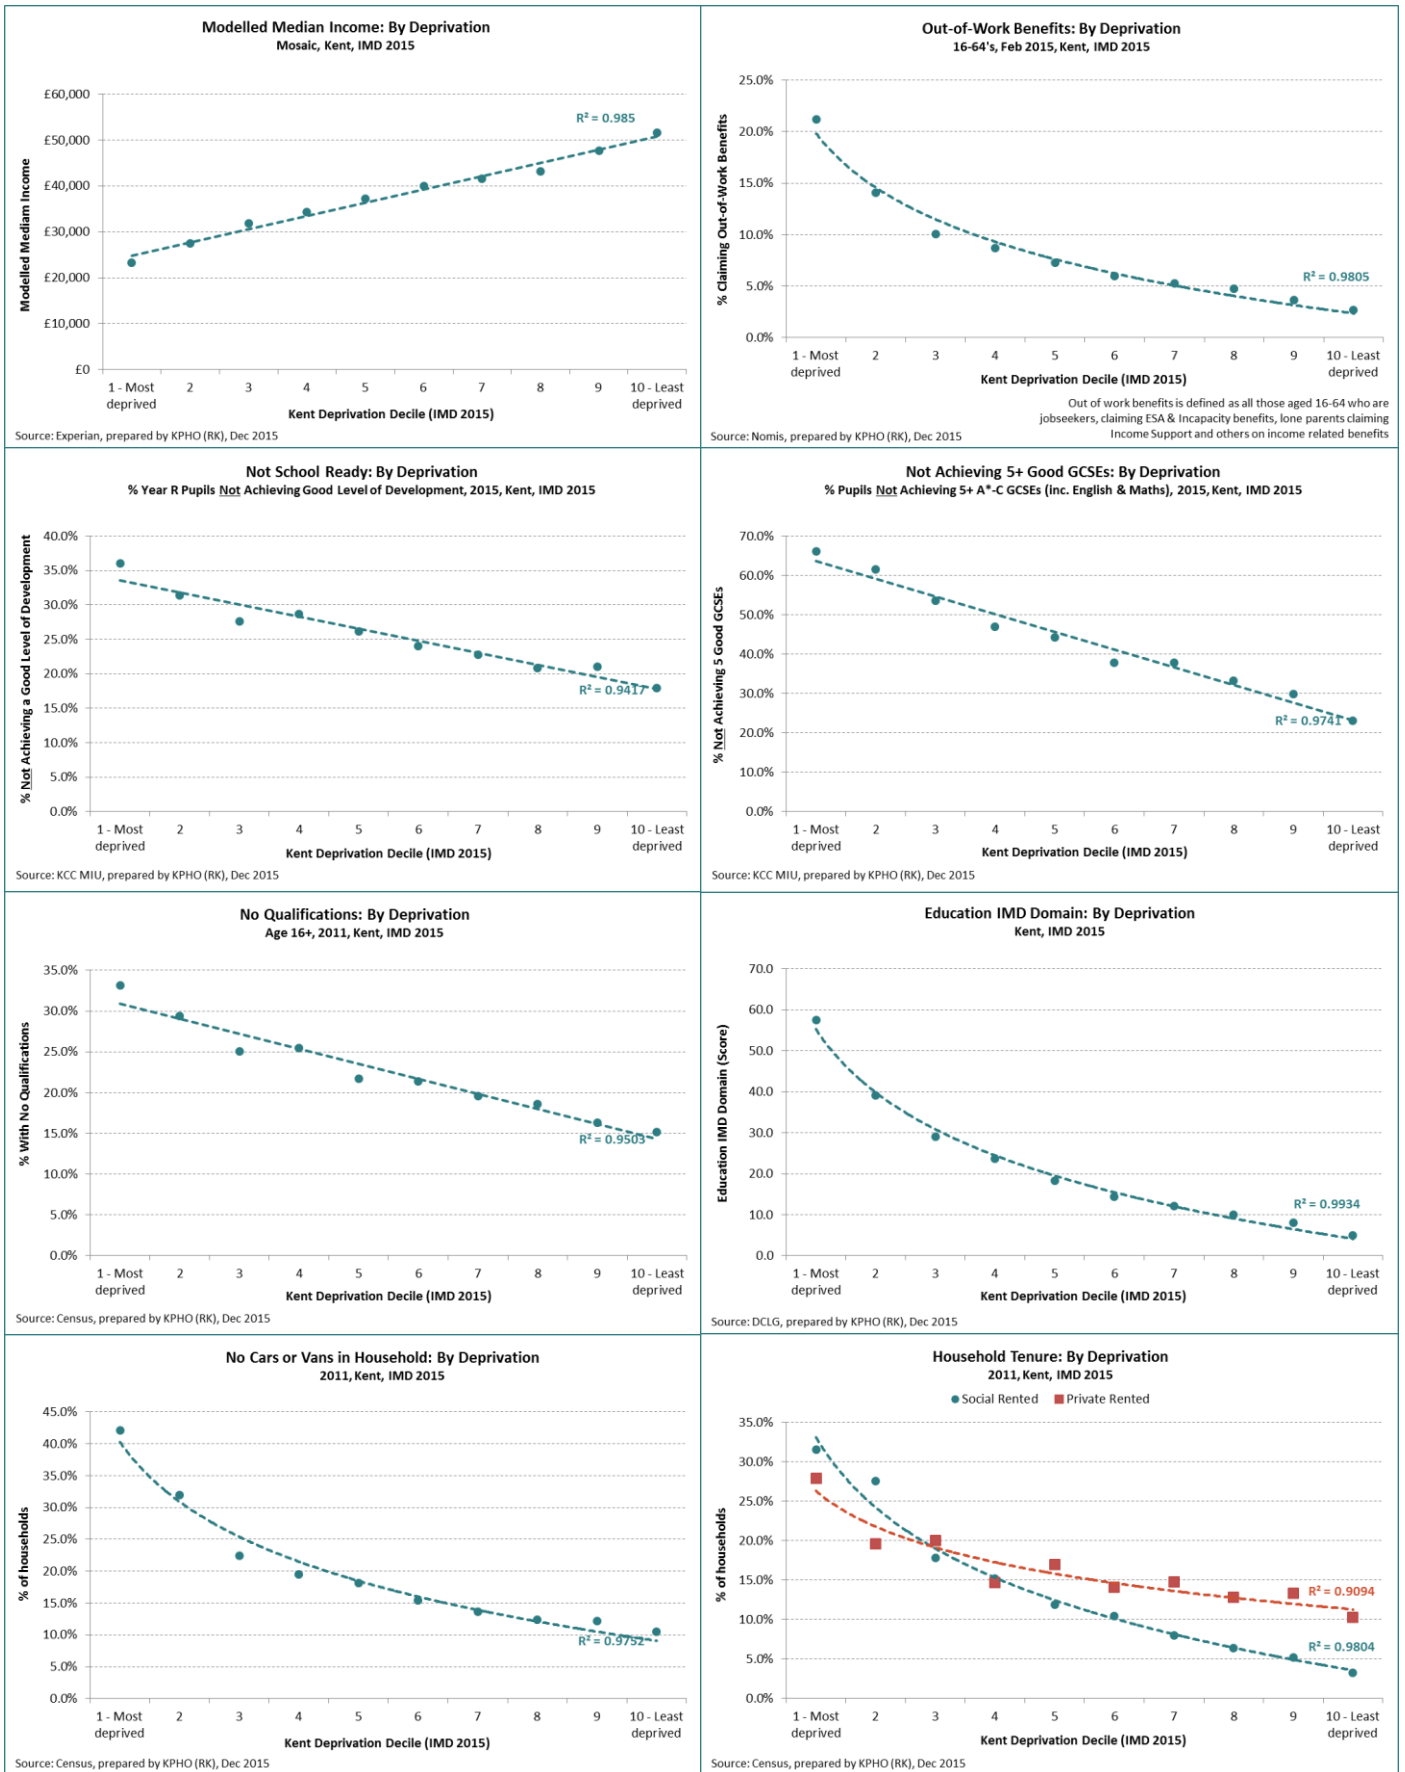 Modelled Median Income: By Deprivation
Mosaic, Kent, IMD 2015
£60,000
£50,000
£40,000
£30,000
£20,000
£10,000
£0
Modelled Mediam Income
R² = 0.985
1 - Most deprived 2 3 4 5 6 7 8 9 10 - Least deprived
Kent Deprivation Decile (IMD 2015)
Source: Experian, prepared by KPHO (RK), Dec 2015
Out-of-Work Benefits: By Deprivation
16-64's, Feb 2015, Kent, IMD 2015
25.0%
20.0%
15.0%
10.0%
5.0%
0.0%
% Claiming Out-of-Work Benefits
R² = 0.9805
1 - Most deprived 2 3 4 5 6 7 8 9 10 - Least deprived
Kent Deprivation Decile (IMD 2015)
Out of work benefits is defined as all those aged 16-64 who are
jobseekers, claiming ESA & Incapacity benefits, lone parents claiming
Income Support and others on income related benefits
Source: Nomis, prepared by KPHO (RK), Dec 2015
Not School Ready: By Deprivation
% Year R Pupils Not Achieving Good Level of Development, 2015, Kent, IMD 2015
40.0%
35.0%
30.0%
25.0%
20.0%
15.0%
10.0%
5.0%
0.0%
% Not Achieving a Good Level of Development
R² = 0.9417
1 - Most deprived 2 3 4 5 6 7 8 9 10 - Least deprived
Kent Deprivation Decile (IMD 2015)
Source: KCC MIU, prepared by KPHO (RK), Dec 2015
Not Achieving 5+ Good GCSEs: By Deprivation
% Pupils Not Achieving 5+ A*-C GCSEs (inc. English & Maths), 2015, Kent, IMD 2015
70.0%
60.0%
50.0%
40.0%
30.0%
20.0%
10.0%
0.0%
% Not Achieving 5 Good GCSEs
R² = 0.9741
1 - Most deprived 2 3 4 5 6 7 8 9 10 - Least deprived
Kent Deprivation Decile (IMD 2015)
Source: KCC MIU, prepared by KPHO (RK), Dec 2015
No Qualifications: By Deprivation
Age 16+, 2011, Kent, IMD 2015
35.0%
30.0%
25.0%
20.0%
15.0%
10.0%
5.0%
0.0%
% With No Qualifications
R² = 0.9503
1 - Most deprived 2 3 4 5 6 7 8 9 10 - Least deprived
Kent Deprivation Decile (IMD 2015)
Source: Census, prepared by KPHO (RK), Dec 2015
Education IMD Domain: By Deprivation
Kent, IMD 2015
70.0
60.0
50.0
40.0
30.0
20.0
10.0
0.0
Education IMD Domain (Score)
R² = 0.9934
1 - Most deprived 2 3 4 5 6 7 8 9 10 - Least deprived
Kent Deprivation Decile (IMD 2015)
Source: DCLG, prepared by KPHO (RK), Dec 2015
No Cars or Vans in Household: By Deprivation
2011, Kent, IMD 2015
45.0%
40.0%
35.0%
30.0%
25.0%
20.0%
15.0%
10.0%
5.0%
0.0%
% of households
R² = 0.9752
1 - Most deprived 2 3 4 5 6 7 8 9 10 - Least deprived
Kent Deprivation Decile (IMD 2015)
Source: Census, prepared by KPHO (RK), Dec 2015
Household Tenure: By Deprivation
2011, Kent, IMD 2015
Social Rented Private Rented
35.0%
30.0%
25.0%
20.0%
15.0%
10.0%
5.0%
0.0%
% of households
R² = 0.9094
R² = 0.9804
1 - Most deprived 2 3 4 5 6 7 8 9 10 - Least deprived
Kent Deprivation Decile (IMD 2015)
Source: Census, prepared by KPHO (RK), Dec 2015